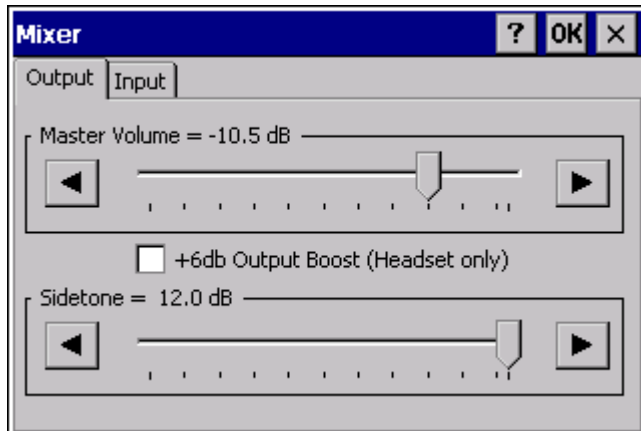 Mixer ? OK ×
Output Input
Master Volume = -10.5 dB
+6db Output Boost (Headset only)
Sidetone = 12.0 dB